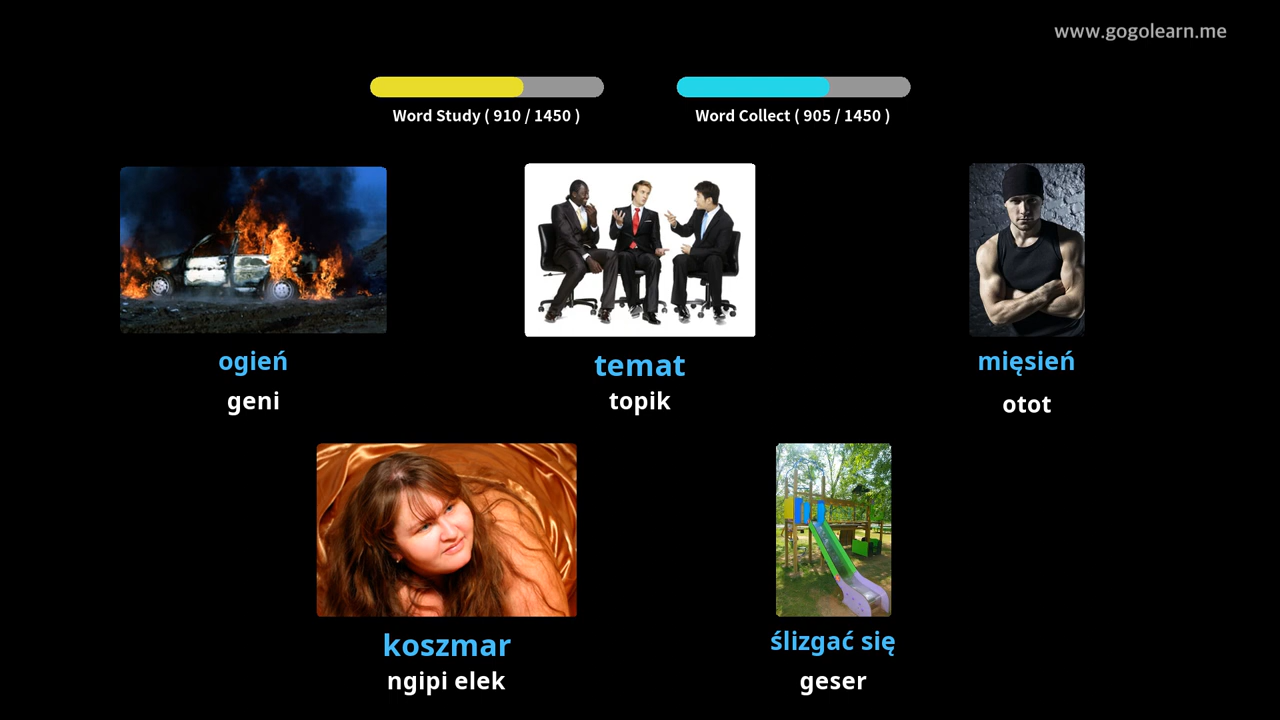 www.gogolearn.me
Word Study ( 910 / 1450 )
Word Collect ( 905 / 1450 )
ogień
geni
temat
topik
mięsień
otot
koszmar
ngipi elek
ślizgać się
geser